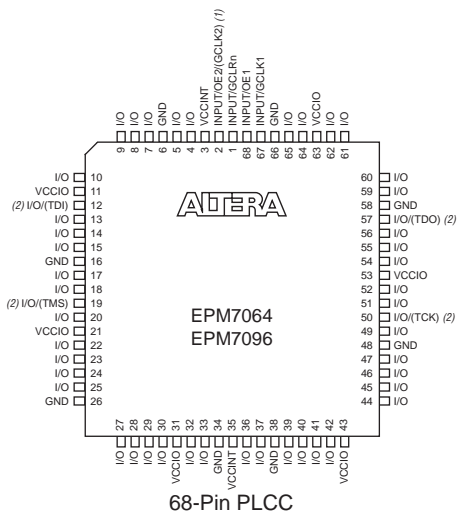 9 I/O
8 I/O
7 I/O
6 GND
5 I/O
4 I/O
3 VCCINT
2 INPUT/OE2/(GCLK2) (1)
1 INPUT/GCLRn
68 INPUT/OE1
67 INPUT/GCLK1
66 GND
65 I/O
64 I/O
63 VCCIO
62 I/O
61 I/O
I/O 10
VCCIO 11
(2) I/O/(TDI) 12
I/O 13
I/O 14
I/O 15
GND 16
I/O 17
I/O 18
(2) I/O/(TMS) 19
I/O 20
VCCIO 21
I/O 22
I/O 23
I/O 24
I/O 25
GND 26
ALTERA
EPM7064
EPM7096
60 I/O
59 I/O
58 GND
57 I/O/(TDO) (2)
56 I/O
55 I/O
54 I/O
53 VCCIO
52 I/O
51 I/O
50 I/O/(TCK) (2)
49 I/O
48 GND
47 I/O
46 I/O
45 I/O
44 I/O
27 I/O
28 I/O
29 I/O
30 I/O
31 VCCIO
32 I/O
33 I/O
34 GND
35 VCCINT
36 I/O
37 I/O
38 GND
39 I/O
40 I/O
41 I/O
42 I/O
43 VCCIO
68-Pin PLCC